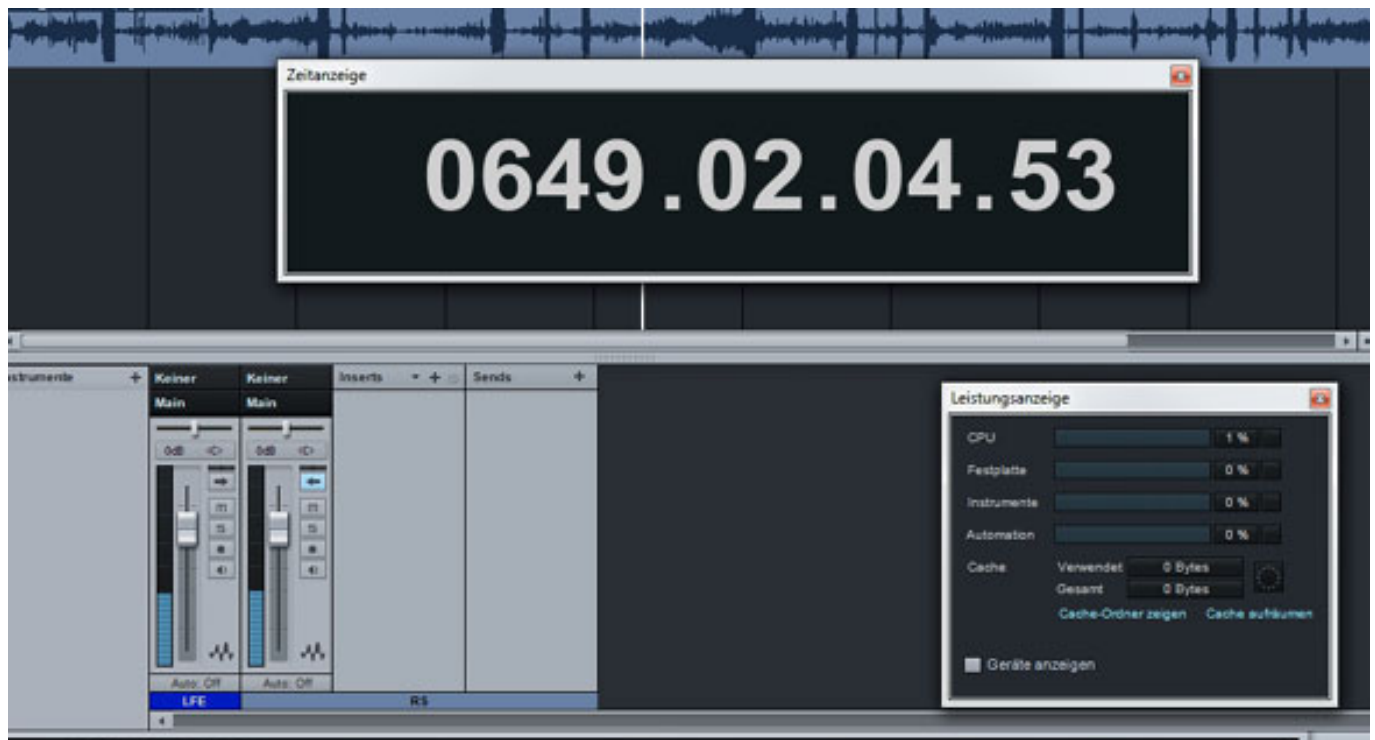 Zeitanzeige
0649.02.04.53
nstrumente + Keiner Keiner Inserts + Sends +
Main Main
0dB <C> 0dB <C>
Auto: Off Auto: Off
LFE RS
Leistungsanzeige
CPU 1 %
Festplatte 0 %
Instrumente 0 %
Automation 0 %
Cache Verwendet 0 Bytes
Gesamt 0 Bytes
Cache-Ordner zeigen Cache aufräumen
Geräte anzeigen